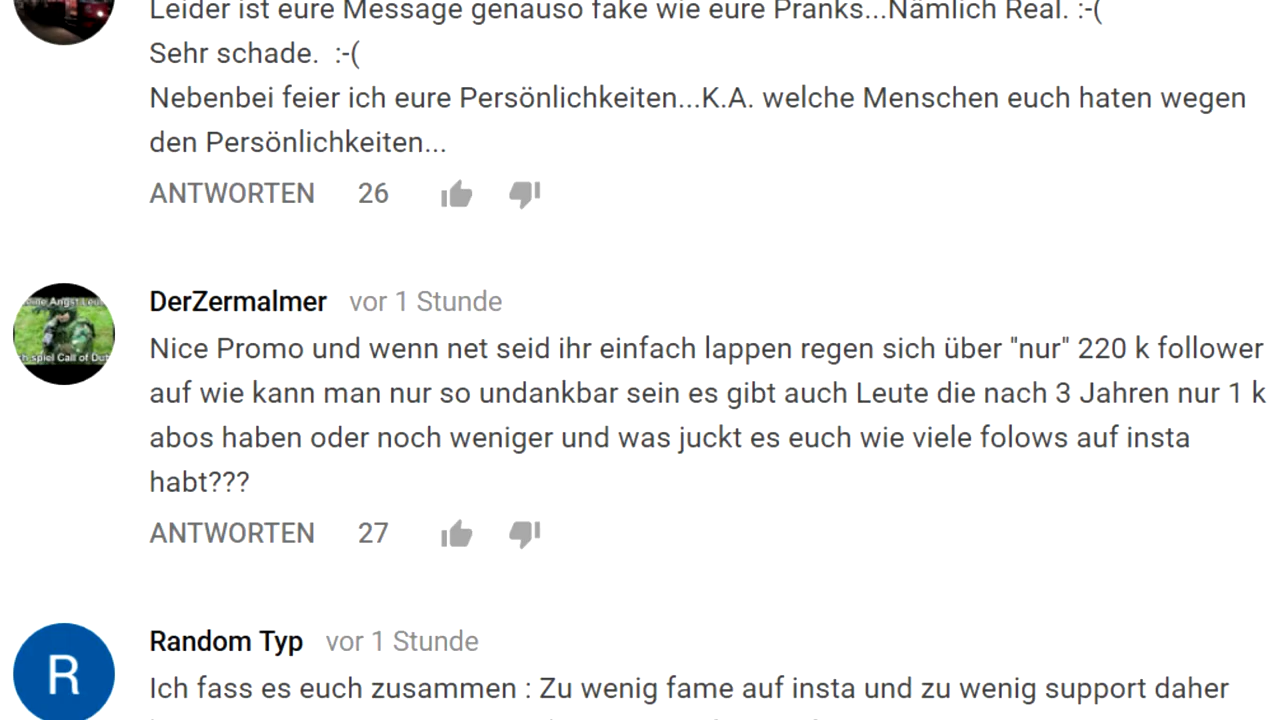 Leider ist eure Message genauso fake wie eure Pranks...Nämlich Real. :-(
Sehr schade.  :-(
Nebenbei feier ich eure Persönlichkeiten...K.A. welche Menschen euch haten wegen
den Persönlichkeiten...
ANTWORTEN 26
DerZermalmer vor 1 Stunde
Nice Promo und wenn net seid ihr einfach lappen regen sich über "nur" 220 k follower
auf wie kann man nur so undankbar sein es gibt auch Leute die nach 3 Jahren nur 1 k
abos haben oder noch weniger und was juckt es euch wie viele folows auf insta
habt???
ANTWORTEN 27
Random Typ vor 1 Stunde
R
Ich fass es euch zusammen : Zu wenig fame auf insta und zu wenig support daher